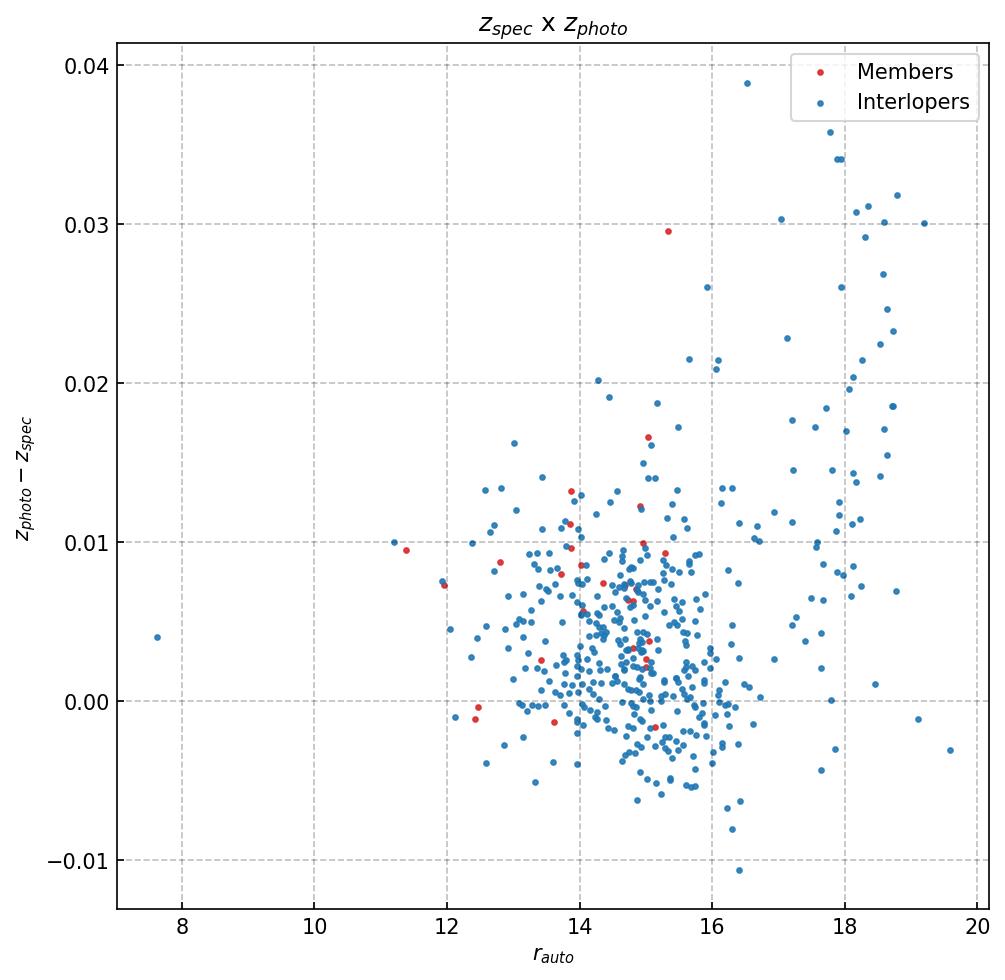 z_spec x z_photo
Members
Interlopers
z_photo − z_spec
0.04
0.03
0.02
0.01
0.00
−0.01
8 10 12 14 16 18 20
r_auto